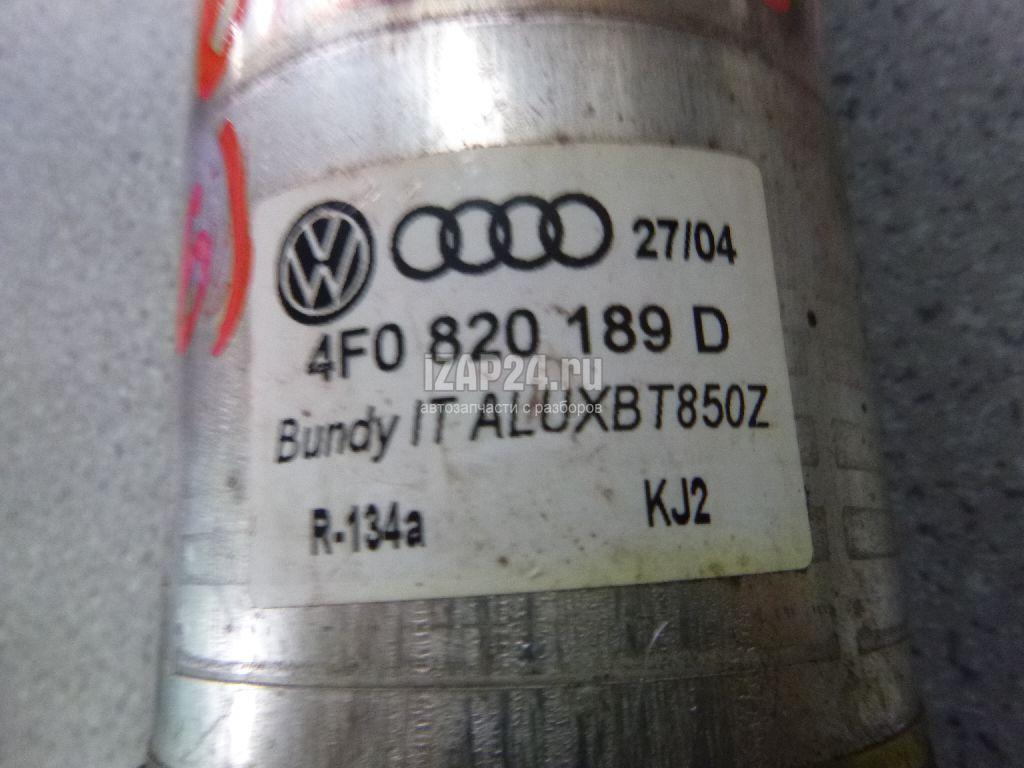 27/04
4F0 820 189 D
IZAP24.ru
автозапчасти с разборов
Bundy IT ALUXBT850Z
R-134a KJ2